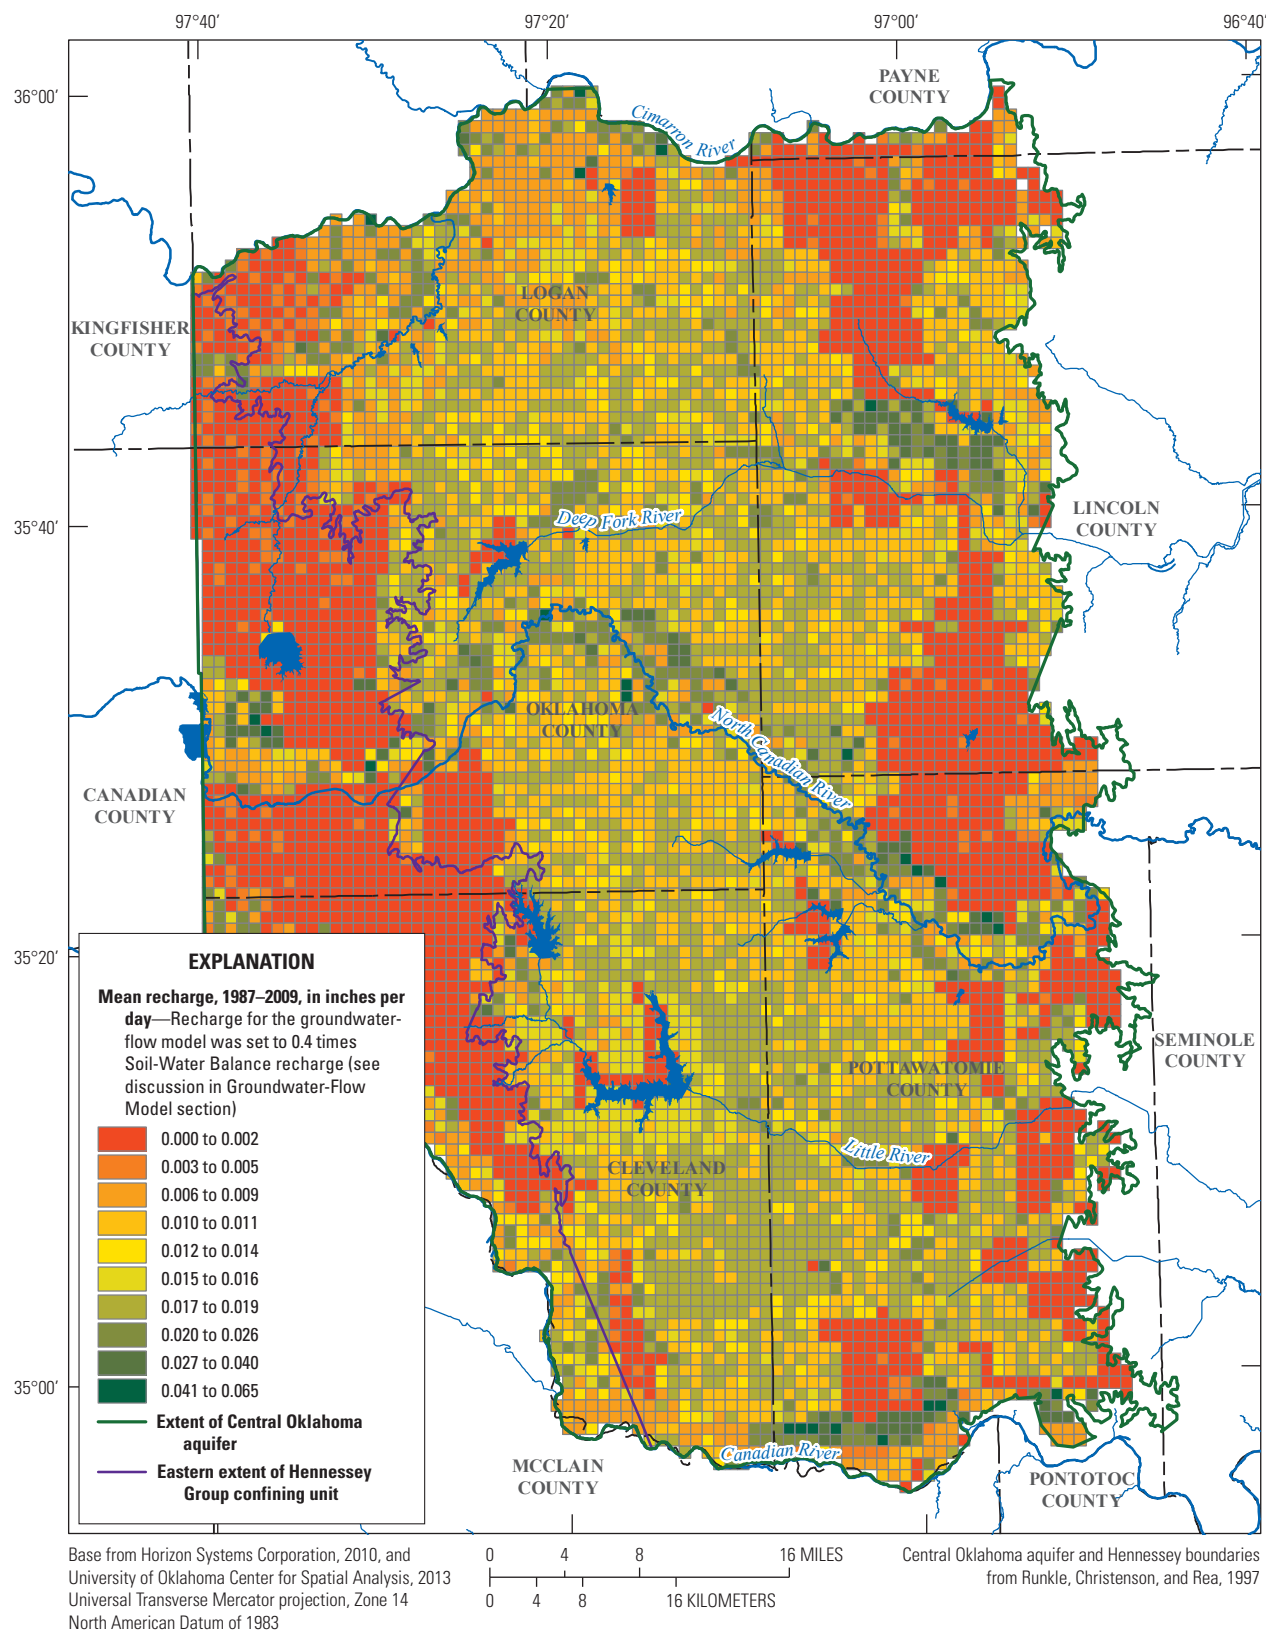 97°40′
97°20′
97°00′
96°40′
36°00′
35°40′
35°20′
35°00′
PAYNE
COUNTY
Cimarron River
LOGAN
COUNTY
KINGFISHER
COUNTY
LINCOLN
COUNTY
Deep Fork River
OKLAHOMA
COUNTY
North Canadian River
CANADIAN
COUNTY
SEMINOLE
COUNTY
POTTAWATOMIE
COUNTY
Little River
CLEVELAND
COUNTY
Canadian River
MCCLAIN
COUNTY
PONTOTOC
COUNTY
EXPLANATION
Mean recharge, 1987–2009, in inches per
day—Recharge for the groundwater-
flow model was set to 0.4 times
Soil-Water Balance recharge (see
discussion in Groundwater-Flow
Model section)
0.000 to 0.002
0.003 to 0.005
0.006 to 0.009
0.010 to 0.011
0.012 to 0.014
0.015 to 0.016
0.017 to 0.019
0.020 to 0.026
0.027 to 0.040
0.041 to 0.065
Extent of Central Oklahoma
aquifer
Eastern extent of Hennessey
Group confining unit
Base from Horizon Systems Corporation, 2010, and
University of Oklahoma Center for Spatial Analysis, 2013
Universal Transverse Mercator projection, Zone 14
North American Datum of 1983
0 4 8 16 MILES
0 4 8 16 KILOMETERS
Central Oklahoma aquifer and Hennessey boundaries
from Runkle, Christenson, and Rea, 1997